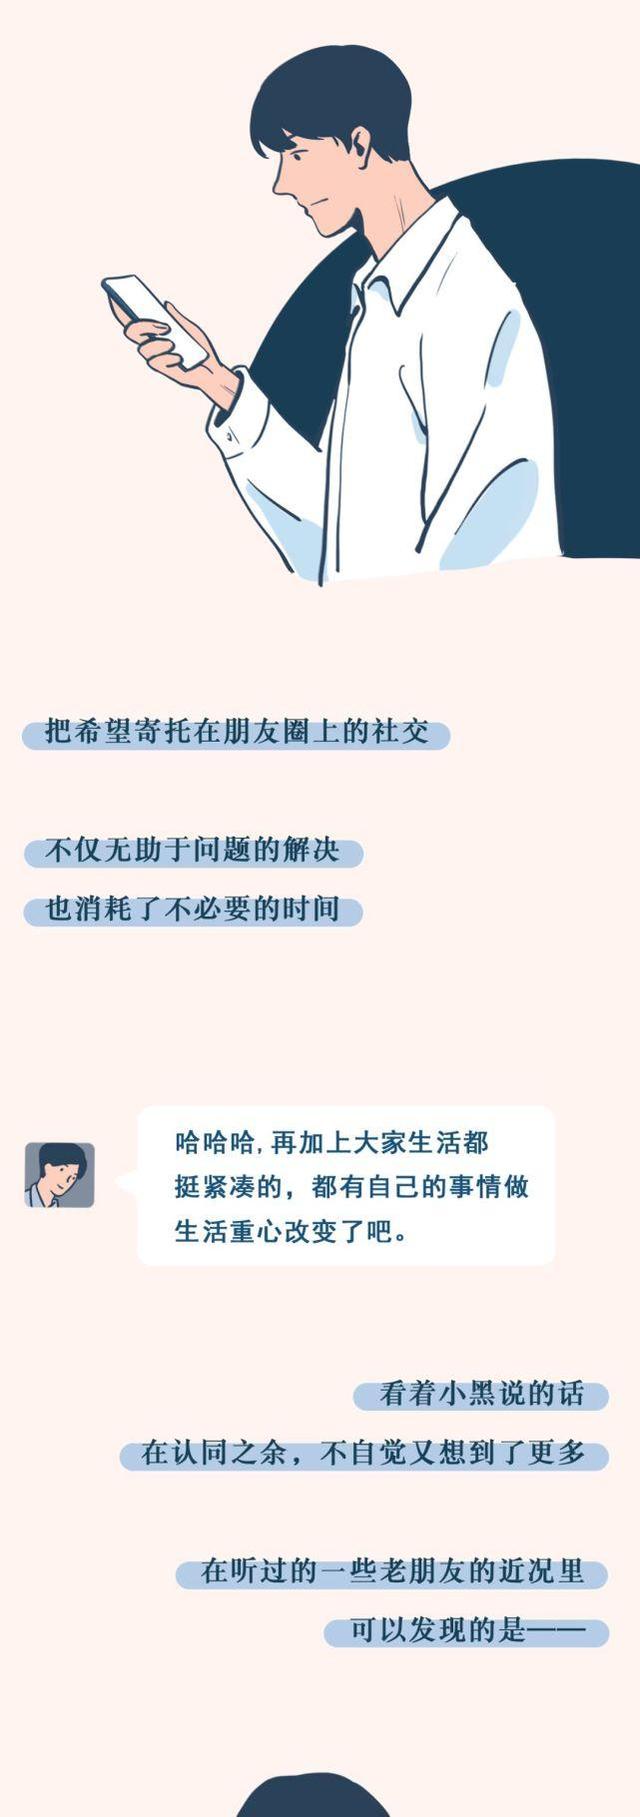 把希望寄托在朋友圈上的社交
不仅无助于问题的解决
也消耗了不必要的时间
哈哈哈,再加上大家生活都
挺紧凑的，都有自己的事情做
生活重心改变了吧。
看着小黑说的话
在认同之余，不自觉又想到了更多
在听过的一些老朋友的近况里
可以发现的是——